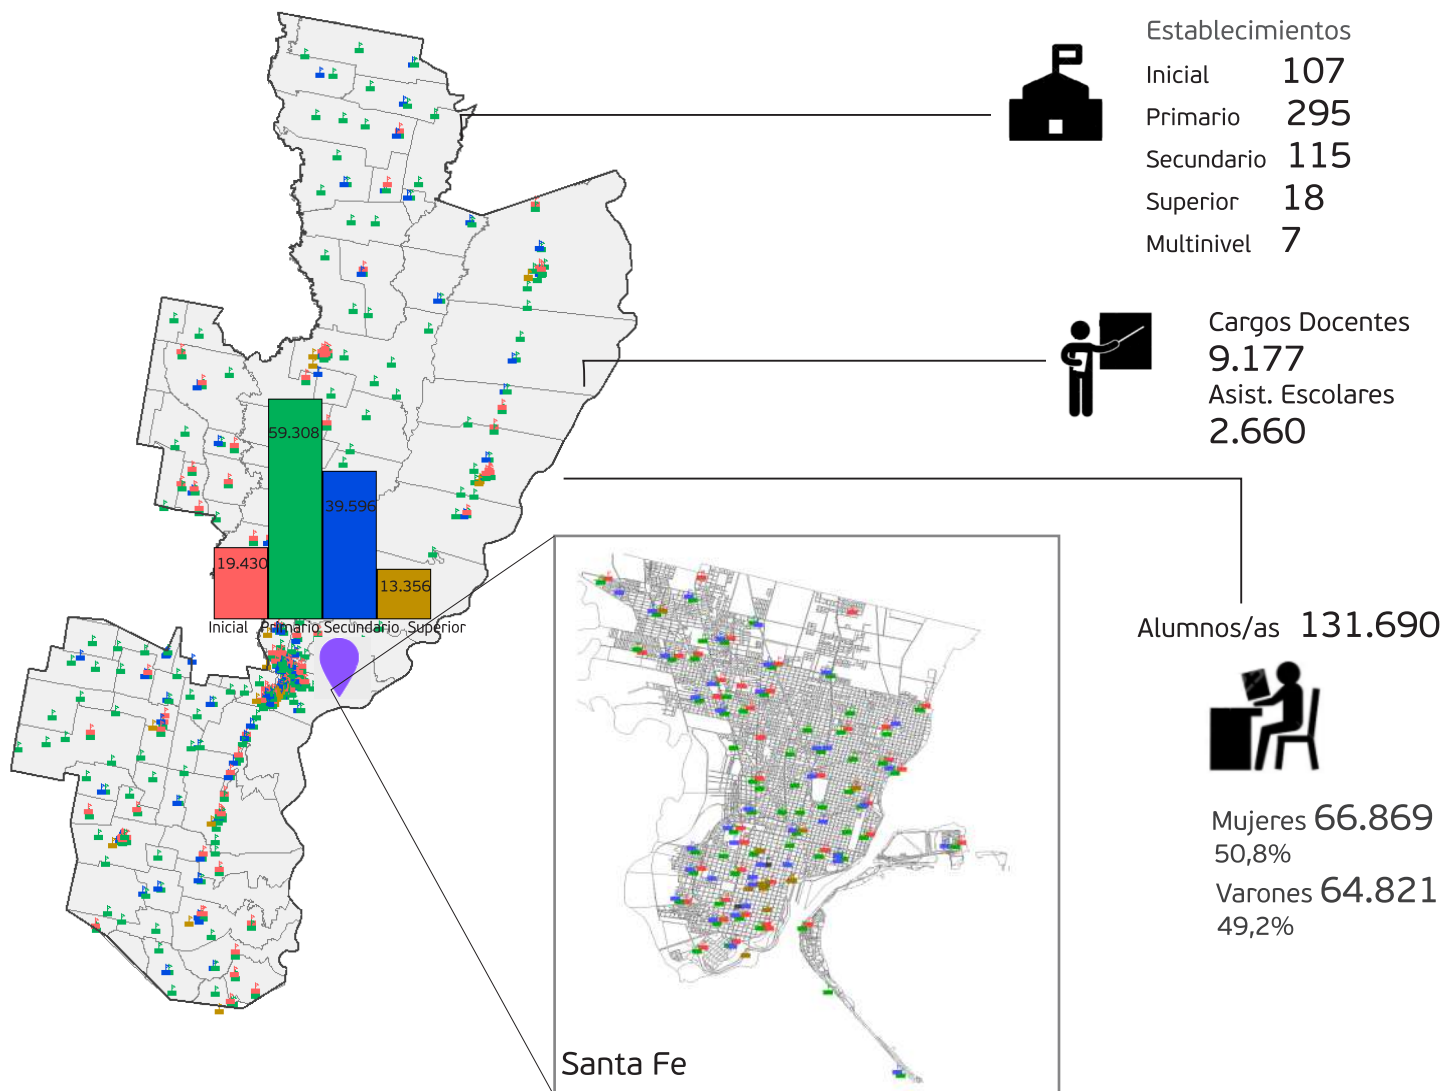 Establecimientos
Inicial 107
Primario 295
Secundario 115
Superior 18
Multinivel 7
Cargos Docentes
9.177
Asist. Escolares
2.660
59.308
39.596
19.430
13.356
Inicial Primario Secundario Superior
Alumnos/as 131.690
Mujeres 66.869
50,8%
Varones 64.821
49,2%
Santa Fe